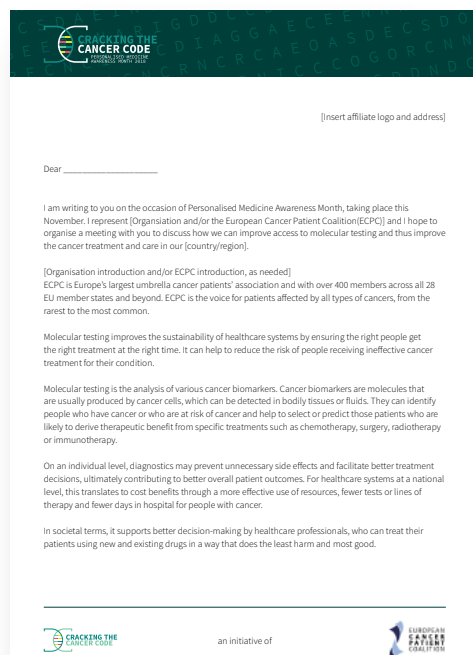 CRACKING THE
CANCER CODE
PERSONALISED MEDICINE
AWARENESS MONTH 2018
[Insert affiliate logo and address]
Dear ____________________
I am writing to you on the occasion of Personalised Medicine Awareness Month, taking place this
November. I represent [Organsiation and/or the European Cancer Patient Coalition(ECPC)] and I hope to
organise a meeting with you to discuss how we can improve access to molecular testing and thus improve
the cancer treatment and care in our [country/region].
[Organisation introduction and/or ECPC introduction, as needed]
ECPC is Europe's largest umbrella cancer patients' association and with over 400 members across all 28
EU member states and beyond. ECPC is the voice for patients affected by all types of cancers, from the
rarest to the most common.
Molecular testing improves the sustainability of healthcare systems by ensuring the right people get
the right treatment at the right time. It can help to reduce the risk of people receiving ineffective cancer
treatment for their condition.
Molecular testing is the analysis of various cancer biomarkers. Cancer biomarkers are molecules that
are usually produced by cancer cells, which can be detected in bodily tissues or fluids. They can identify
people who have cancer or who are at risk of cancer and help to select or predict those patients who are
likely to derive therapeutic benefit from specific treatments such as chemotherapy, surgery, radiotherapy
or immunotherapy.
On an individual level, diagnostics may prevent unnecessary side effects and facilitate better treatment
decisions, ultimately contributing to better overall patient outcomes. For healthcare systems at a national
level, this translates to cost benefits through a more effective use of resources, fewer tests or lines of
therapy and fewer days in hospital for people with cancer.
In societal terms, it supports better decision-making by healthcare professionals, who can treat their
patients using new and existing drugs in a way that does the least harm and most good.
CRACKING THE
CANCER CODE
an initiative of
EUROPEAN
CANCER
PATIENT
COALITION